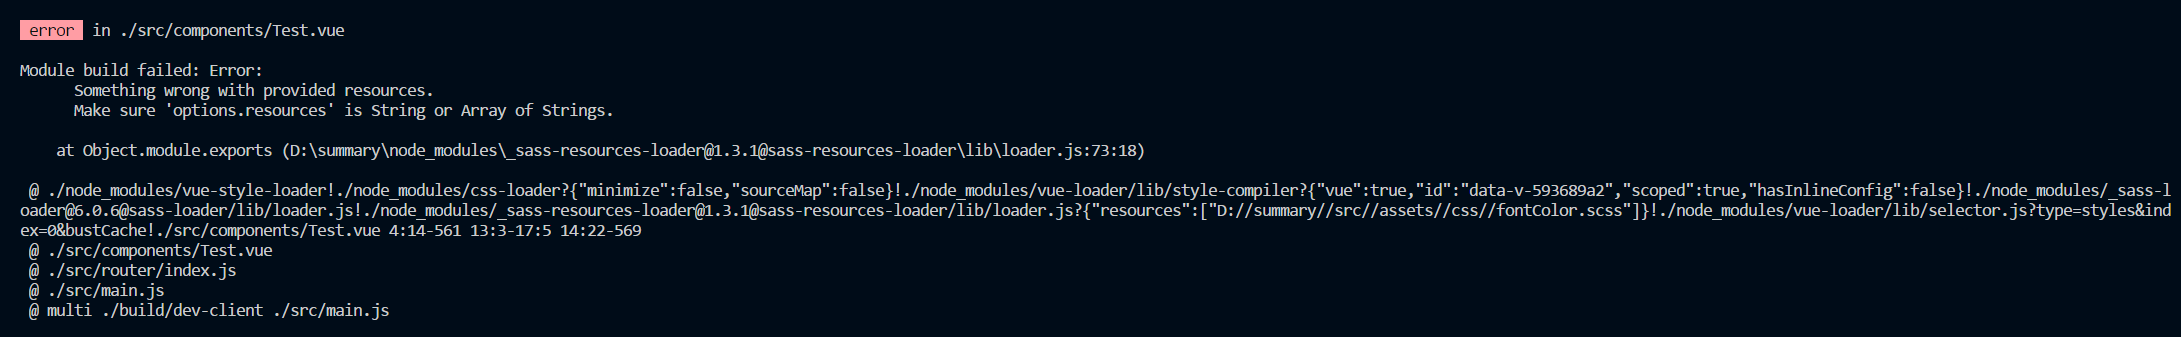 error in ./src/components/Test.vue
Module build failed: Error:
Something wrong with provided resources.
Make sure 'options.resources' is String or Array of Strings.
at Object.module.exports (D:\summary\node_modules\_sass-resources-loader@1.3.1@sass-resources-loader\lib\loader.js:73:18)
@ ./node_modules/vue-style-loader!./node_modules/css-loader?{"minimize":false,"sourceMap":false}!./node_modules/vue-loader/lib/style-compiler?{"vue":true,"id":"data-v-593689a2","scoped":true,"hasInlineConfig":false}!./node_modules/_sass-l
oader@6.0.6@sass-loader/lib/loader.js!./node_modules/_sass-resources-loader@1.3.1@sass-resources-loader/lib/loader.js?{"resources":["D://summary//src//assets//css//fontColor.scss"]}!./node_modules/vue-loader/lib/selector.js?type=styles&ind
ex=0&bustCache!./src/components/Test.vue 4:14-561 13:3-17:5 14:22-569
@ ./src/components/Test.vue
@ ./src/router/index.js
@ ./src/main.js
@ multi ./build/dev-client ./src/main.js